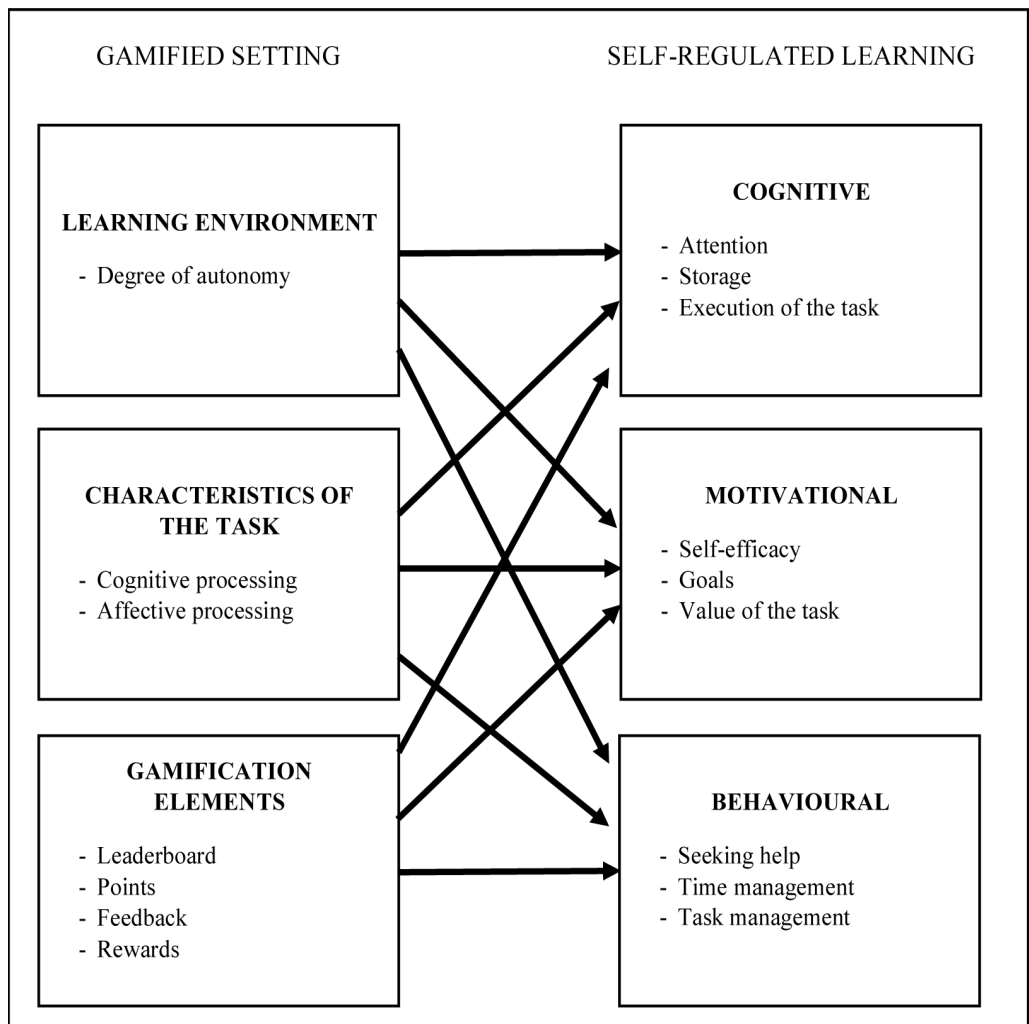 GAMIFIED SETTING
SELF-REGULATED LEARNING
LEARNING ENVIRONMENT
- Degree of autonomy
CHARACTERISTICS OF
THE TASK
- Cognitive processing
- Affective processing
GAMIFICATION
ELEMENTS
- Leaderboard
- Points
- Feedback
- Rewards
COGNITIVE
- Attention
- Storage
- Execution of the task
MOTIVATIONAL
- Self-efficacy
- Goals
- Value of the task
BEHAVIOURAL
- Seeking help
- Time management
- Task management